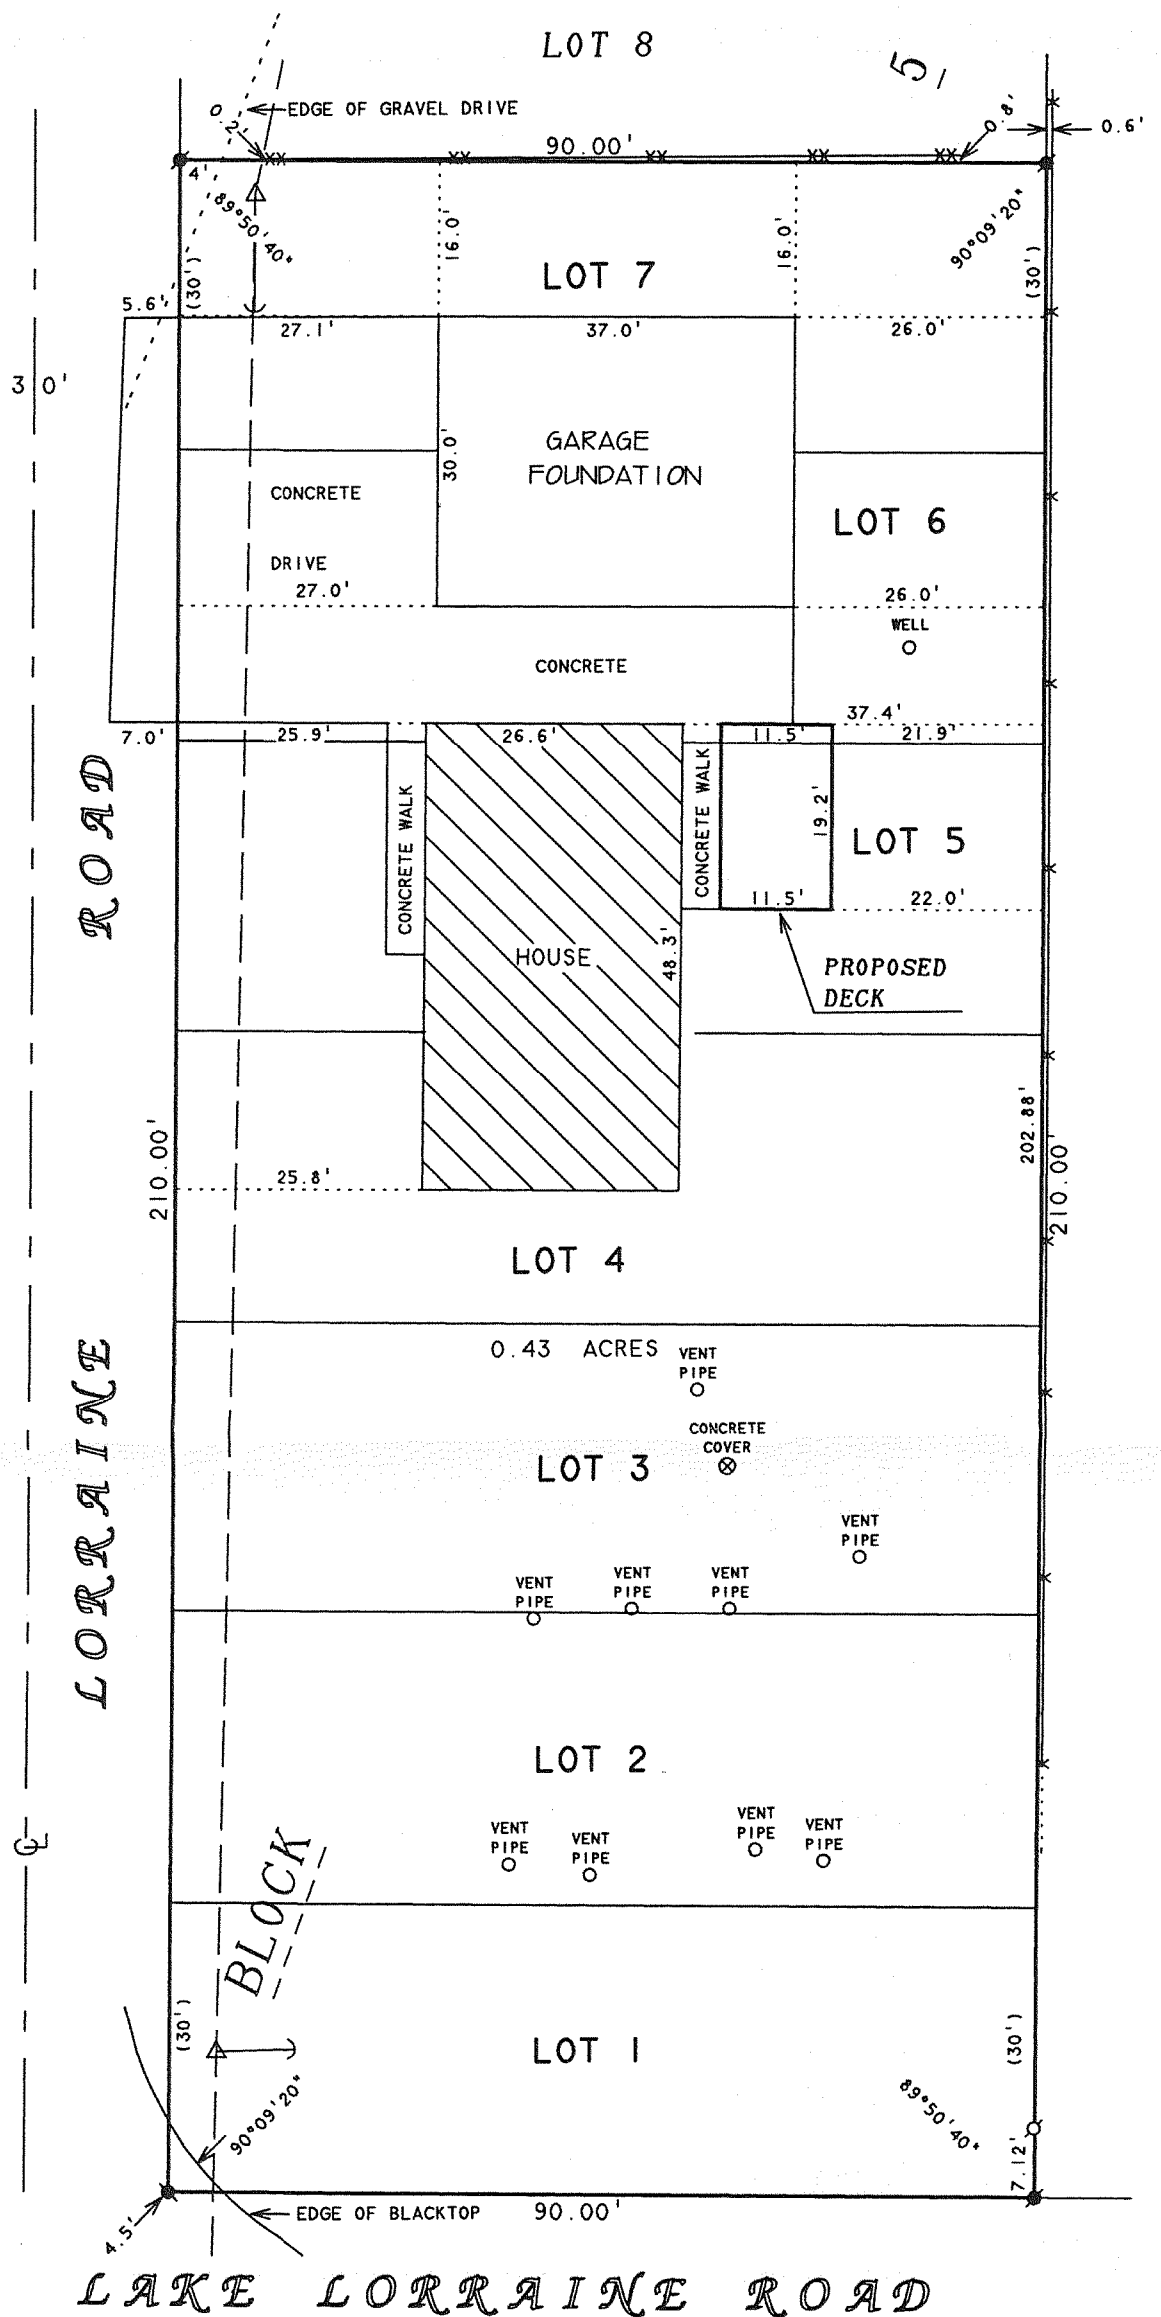 LOT 8
5
EDGE OF GRAVEL DRIVE
0.2'
0.8'
0.6'
90.00'
4'
89°50'40"
90°09'20"
(30')
16.0'
16.0'
(30')
LOT 7
5.6'
27.1'
37.0'
26.0'
30'
GARAGE
FOUNDATION
30.0'
CONCRETE
DRIVE
LOT 6
27.0'
26.0'
WELL
CONCRETE
37.4'
7.0'
25.9'
26.6'
11.5'
21.9'
CONCRETE WALK
CONCRETE WALK
19.2'
LOT 5
11.5'
22.0'
HOUSE
48.3'
PROPOSED
DECK
210.00'
202.88'
210.00'
25.8'
LOT 4
0.43 ACRES
VENT
PIPE
CONCRETE
COVER
LOT 3
VENT
PIPE
VENT
PIPE
VENT
PIPE
VENT
PIPE
LOT 2
VENT
PIPE
VENT
PIPE
VENT
PIPE
VENT
PIPE
BLOCK
(30')
LOT 1
(30')
90°09'20"
89°50'40"
7.12'
4.5'
EDGE OF BLACKTOP
90.00'
LORRAINE ROAD
LAKE LORRAINE ROAD